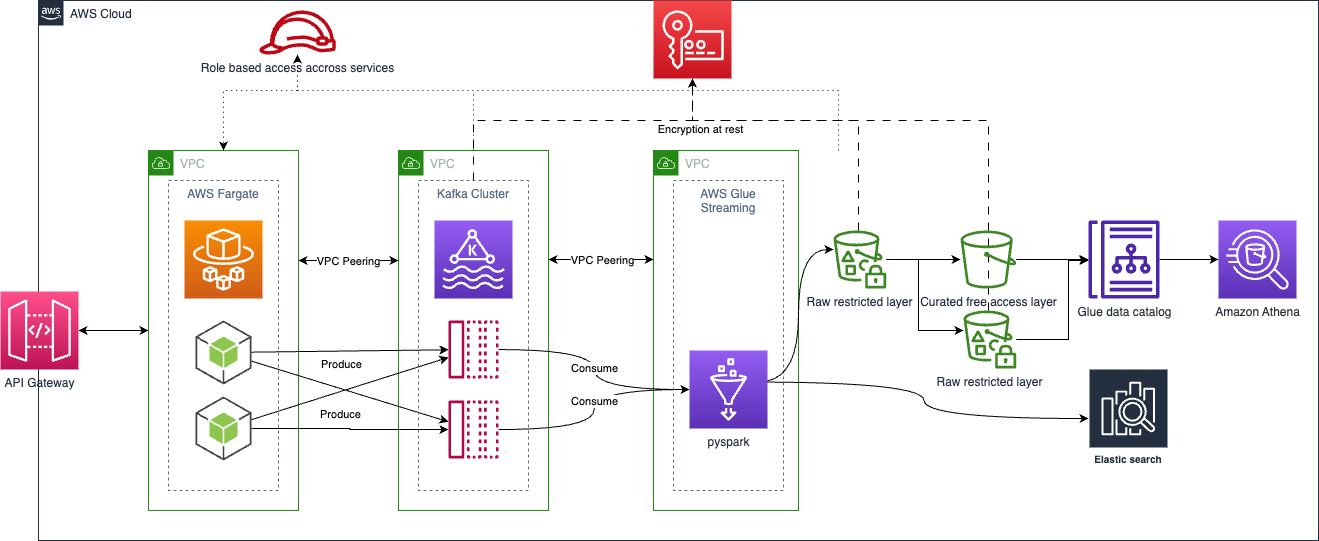 aws
AWS Cloud
Role based access accross services
Encryption at rest
VPC
VPC
VPC
AWS Fargate
Kafka Cluster
AWS Glue
Streaming
K
VPC Peering
VPC Peering
Raw restricted layer
Curated free access layer
Glue data catalog
Amazon Athena
API Gateway
Produce
Produce
Consume
Consume
Raw restricted layer
pyspark
Elastic search